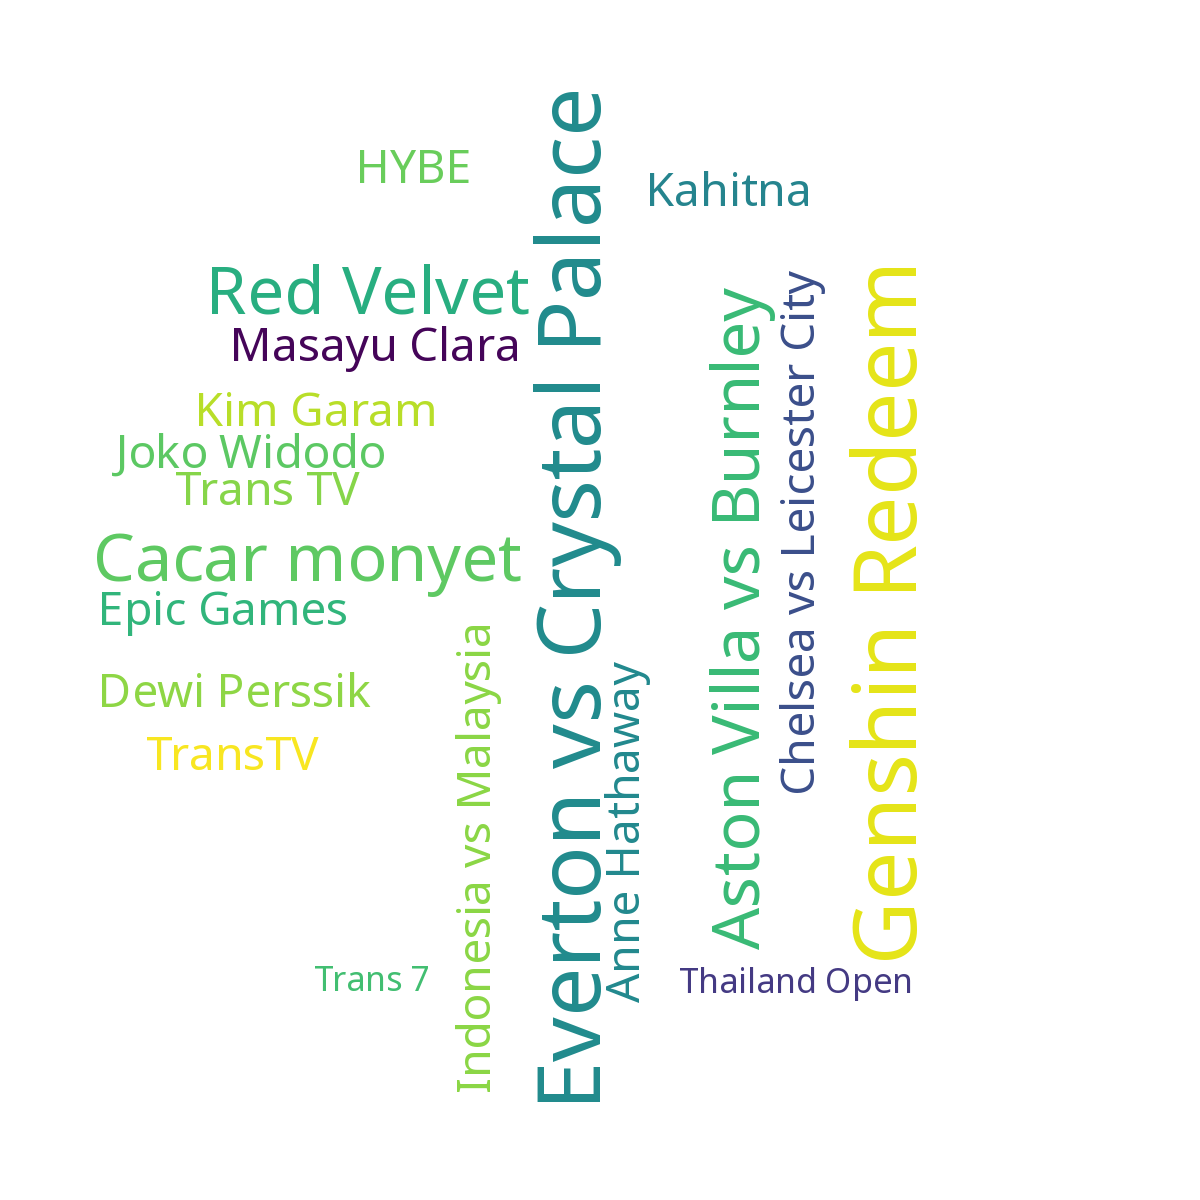 HYBE
Kahitna
Red Velvet
Masayu Clara
Kim Garam
Joko Widodo
Trans TV
Cacar monyet
Epic Games
Dewi Perssik
TransTV
Trans 7
Indonesia vs Malaysia
Everton vs Crystal Palace
Anne Hathaway
Aston Villa vs Burnley
Chelsea vs Leicester City
Genshin Redeem
Thailand Open